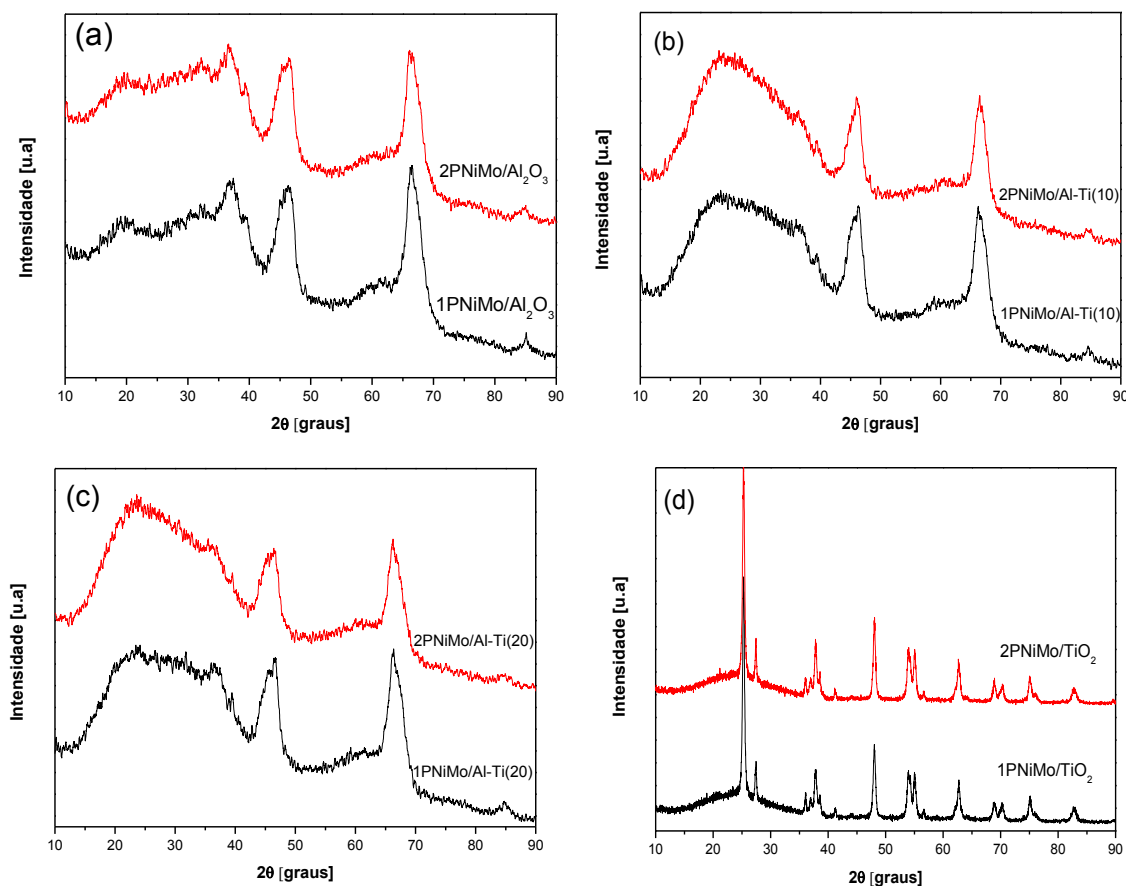 (a)
Intensidade [u.a]
2PNiMo/Al₂O₃
1PNiMo/Al₂O₃
10 20 30 40 50 60 70 80 90
2θ [graus]
(b)
Intensidade [u.a]
2PNiMo/Al-Ti(10)
1PNiMo/Al-Ti(10)
10 20 30 40 50 60 70 80 90
2θ [graus]
(c)
Intensidade [u.a]
2PNiMo/Al-Ti(20)
1PNiMo/Al-Ti(20)
10 20 30 40 50 60 70 80 90
2θ [graus]
(d)
Intensidade [u.a]
2PNiMo/TiO₂
1PNiMo/TiO₂
10 20 30 40 50 60 70 80 90
2θ [graus]